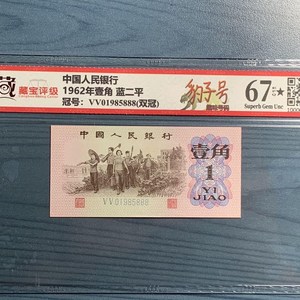 藏 藏宝评级
中国人民银行
1962年壹角 蓝二平
冠号：VV01985888(双冠)
豹子号
67
Superb Gem Unc
中国人民银行
壹角
1
YI
JIAO
VV01985888